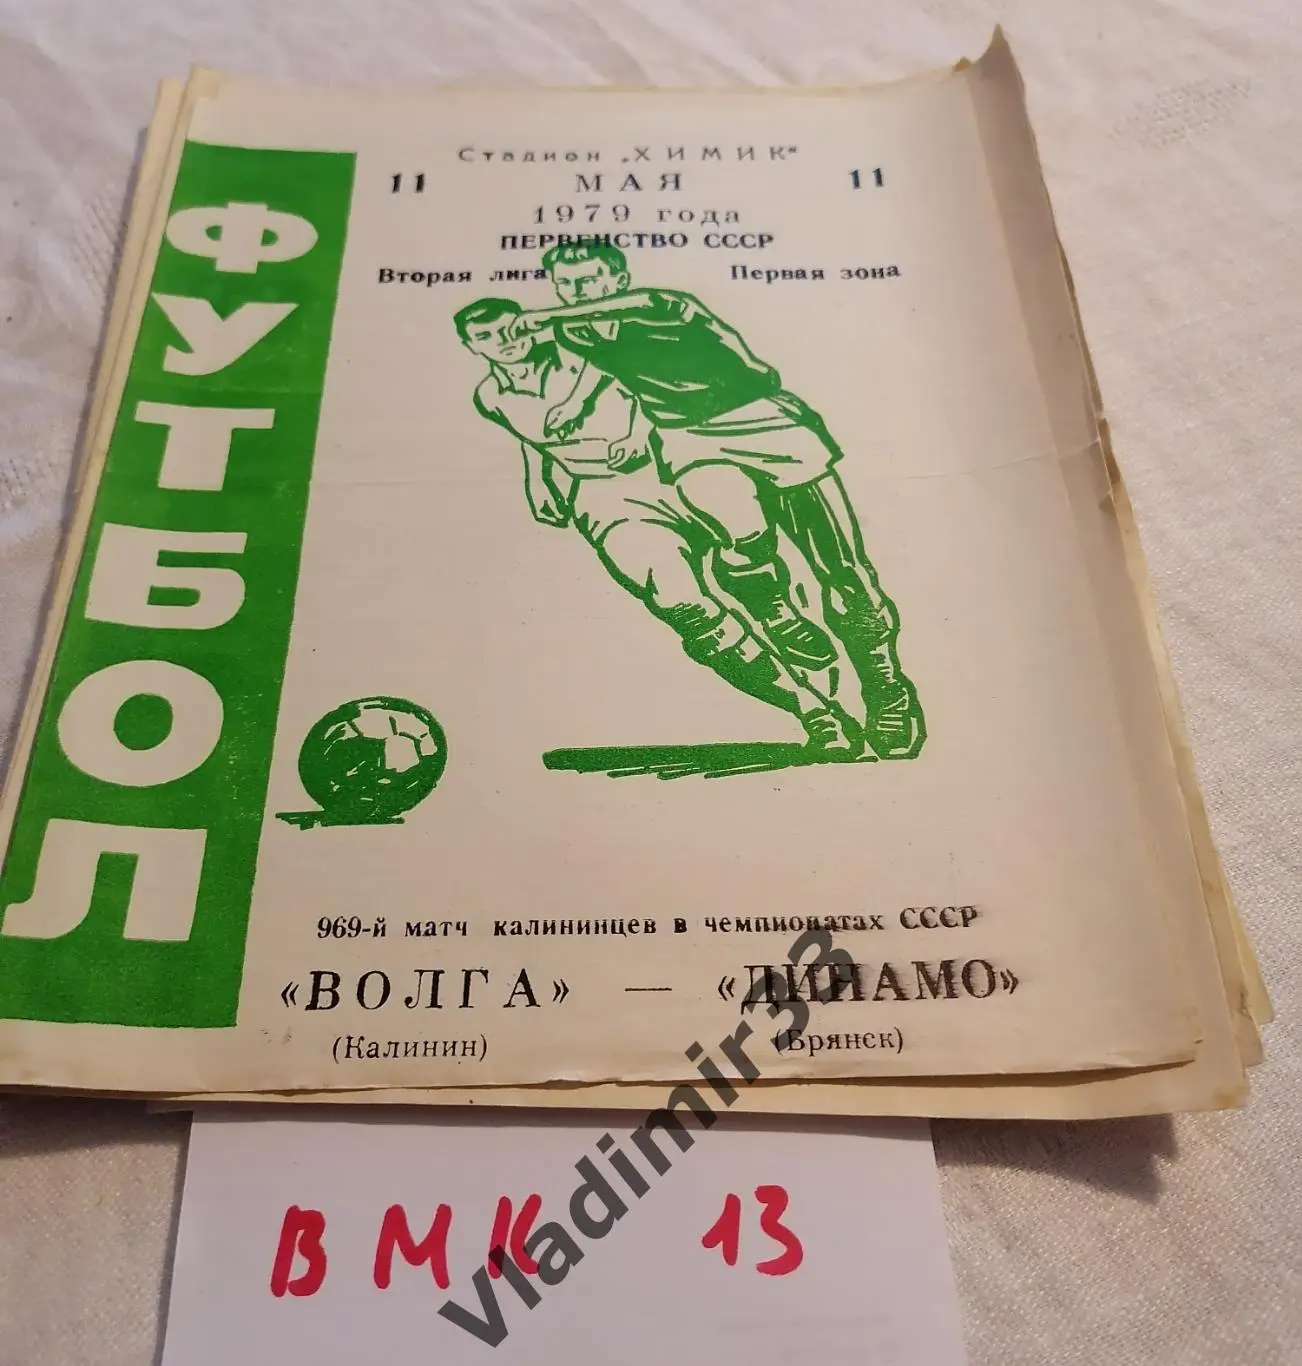 ФУТБОЛ
Стадион „ХИМИК"
11 МАЯ 11
1979 года
ПЕРВЕНСТВО СССР
Вторая лига Первая зона
969-й матч калининцев в чемпионатах СССР
«ВОЛГА» — «ДИНАМО»
(Калинин) (Брянск)
ВМК 13
Vladimir33